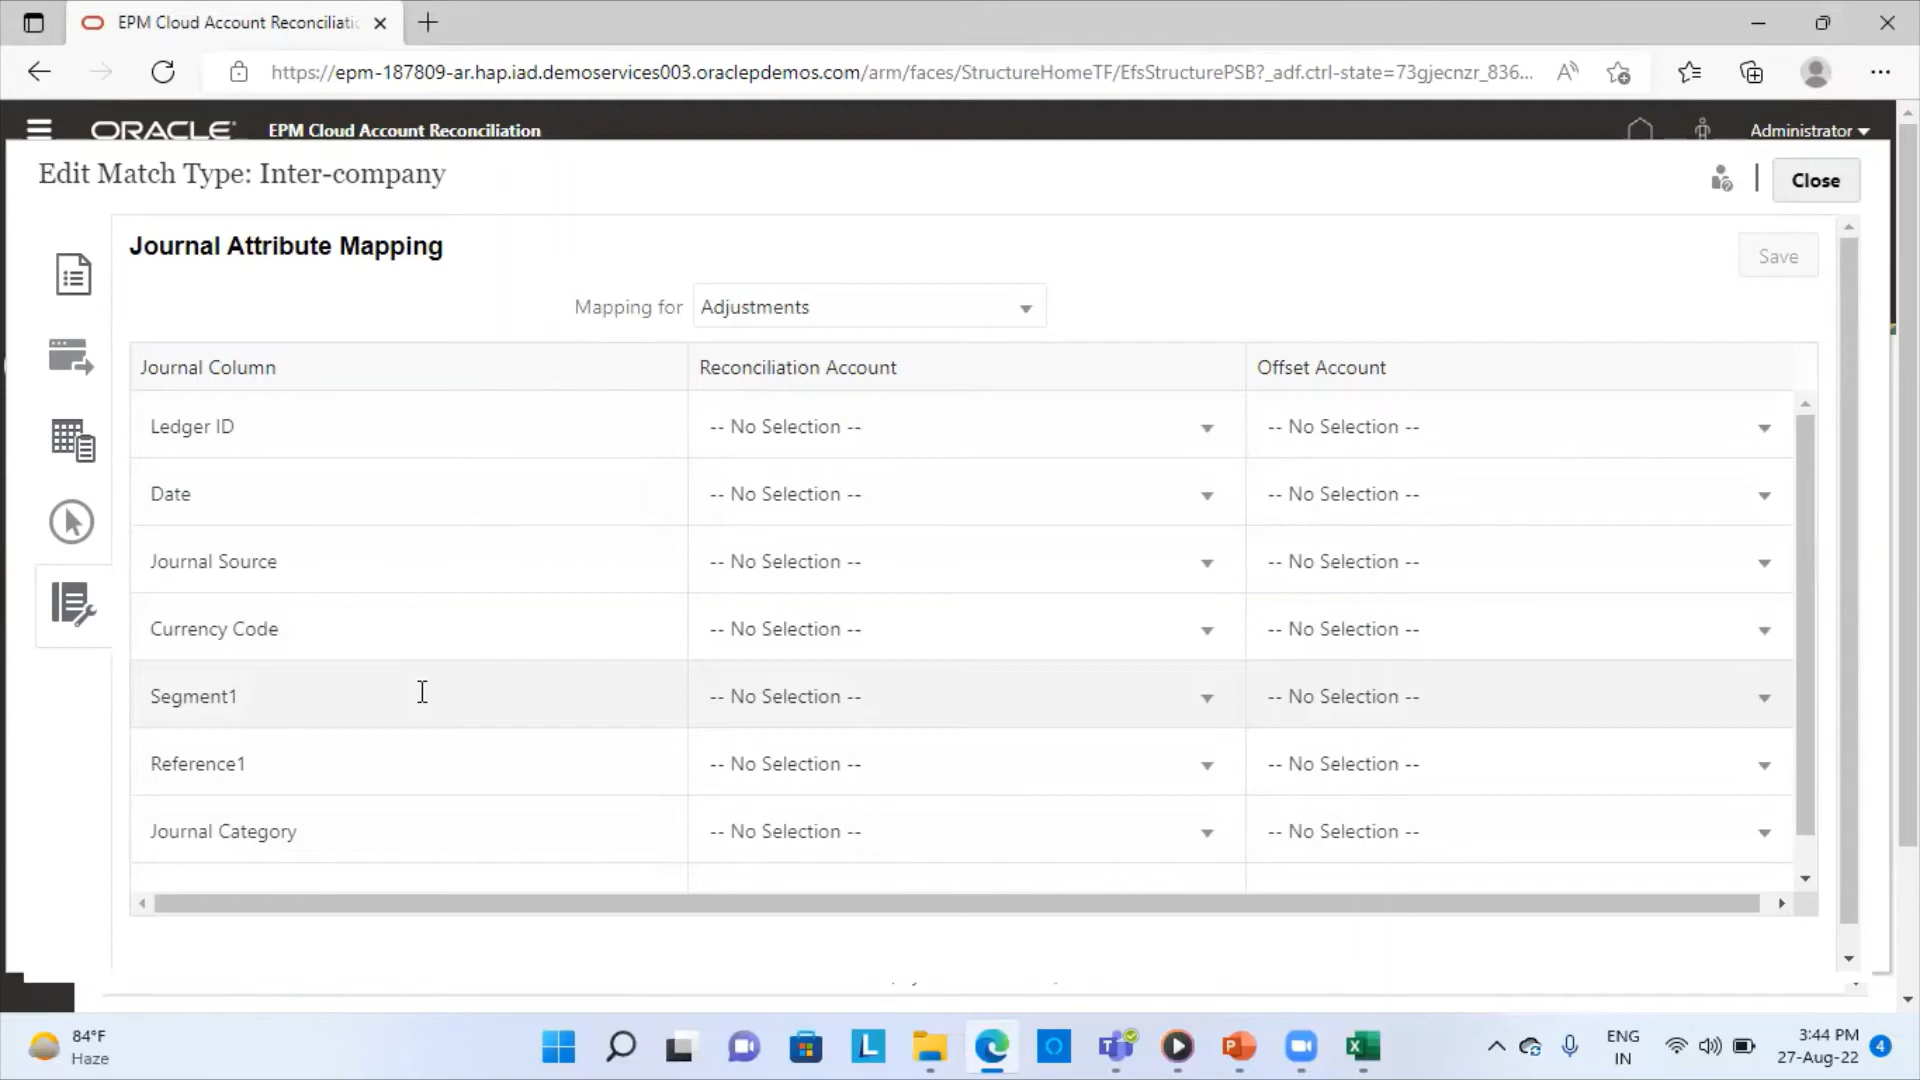 EPM Cloud Account Reconciliatio
https://epm-187809-ar.hap.iad.demoservices003.oraclepdemos.com/arm/faces/StructureHomeTF/EfsStructurePSB?_adf.ctrl-state=73gjecnzr_836...
ORACLE EPM Cloud Account Reconciliation Administrator
Edit Match Type: Inter-company
Close
Journal Attribute Mapping
Save
Mapping for Adjustments
Journal Column Reconciliation Account Offset Account
Ledger ID -- No Selection -- -- No Selection --
Date -- No Selection -- -- No Selection --
Journal Source -- No Selection -- -- No Selection --
Currency Code -- No Selection -- -- No Selection --
Segment1 -- No Selection -- -- No Selection --
Reference1 -- No Selection -- -- No Selection --
Journal Category -- No Selection -- -- No Selection --
84°F
Haze
ENG
IN
3:44 PM
27-Aug-22
4